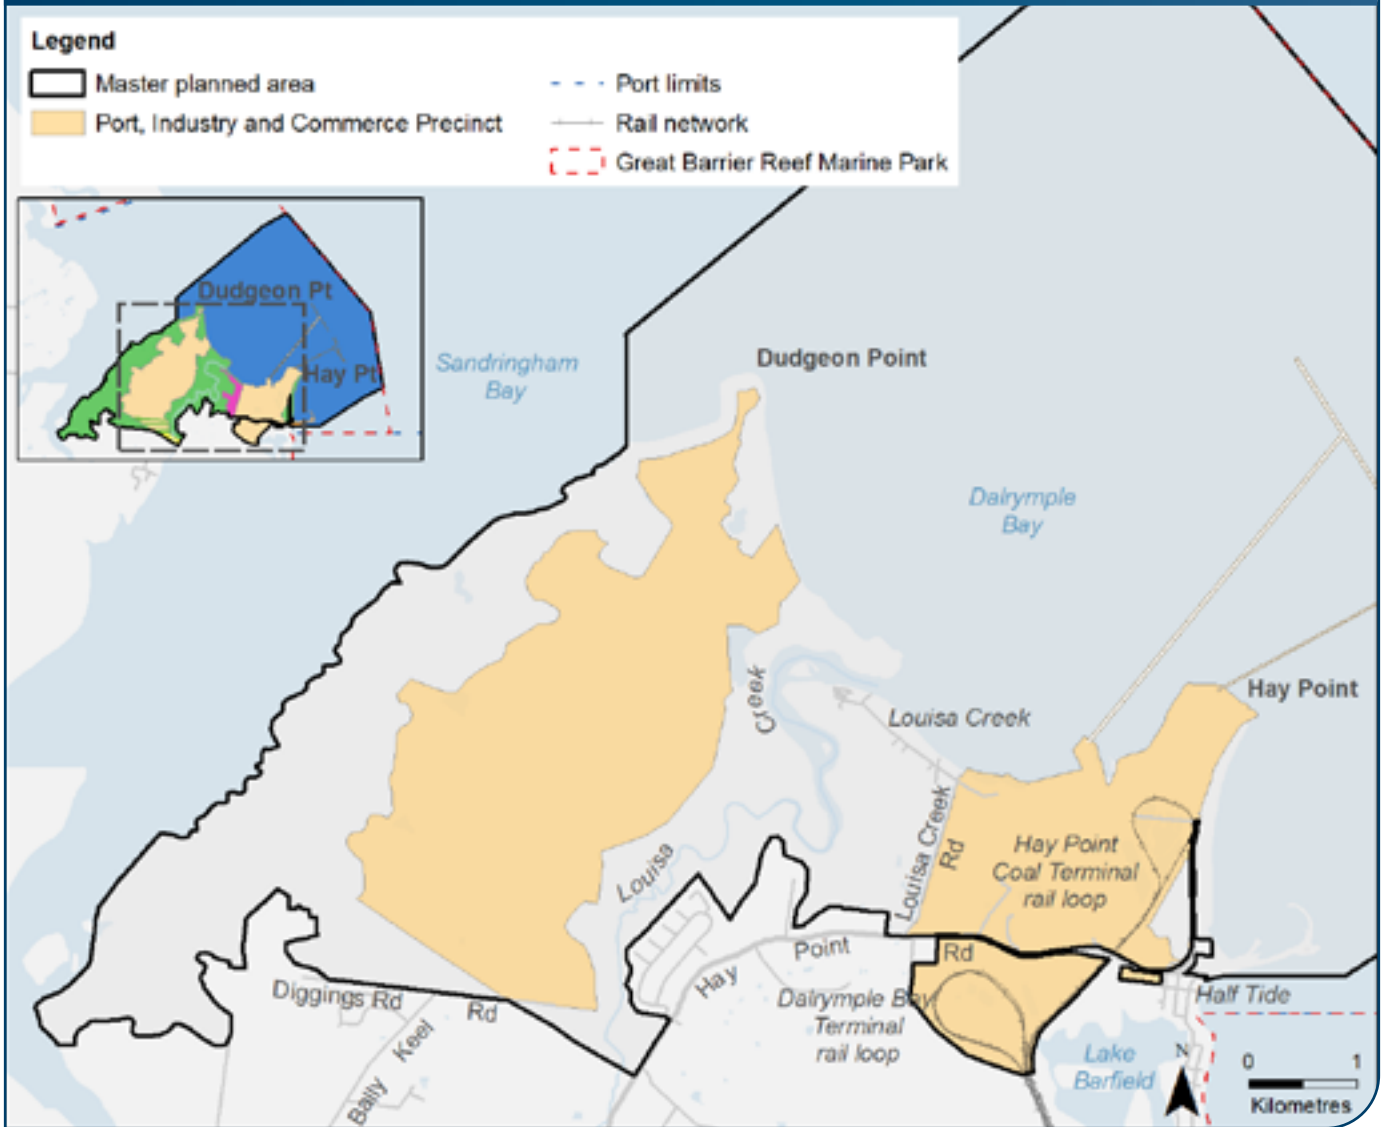 Legend
Master planned area
Port, Industry and Commerce Precinct
Port limits
Rail network
Great Barrier Reef Marine Park
Dudgeon Pt
Hay Pt
Sandringham
Bay
Dudgeon Point
Dalrymple
Bay
Hay Point
Creek
Louisa Creek
Louisa Creek
Rd
Hay Point
Coal Terminal
rail loop
Louisa
Hay
Point
Rd
Diggings Rd
Rd
Bally
Keel
Dalrymple Bay
Terminal
rail loop
Half Tide
Lake
Barfield
N
0
1
Kilometres